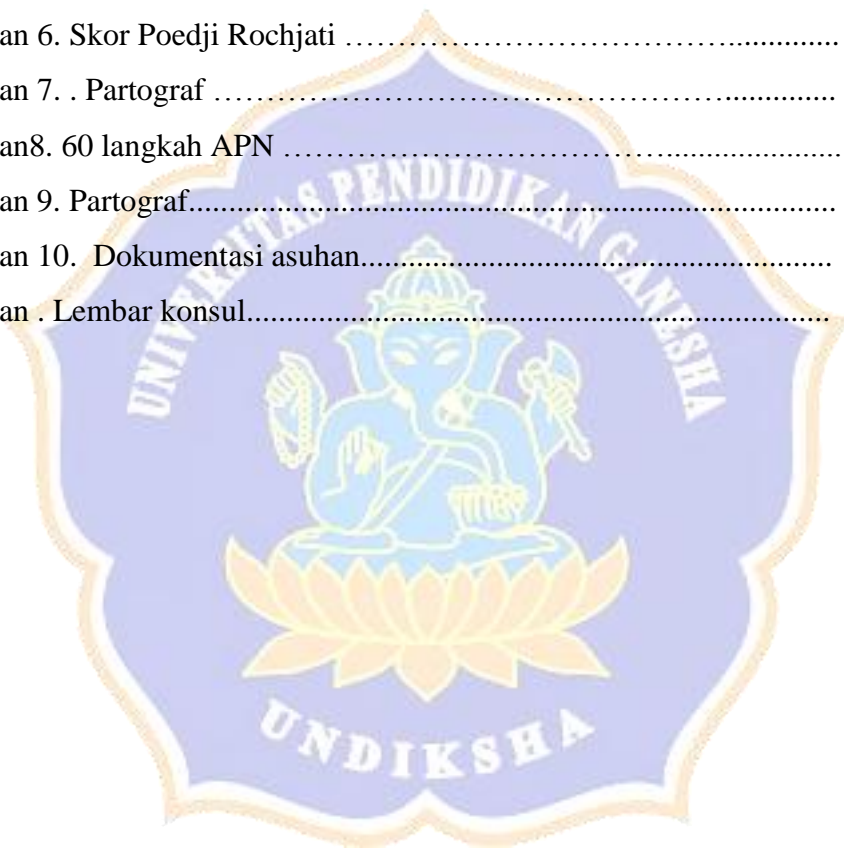 an 6. Skor Poedji Rochjati …………………………………….............
an 7. . Partograf …………………………………………………..............
an8. 60 langkah APN ……………………………………......................
an 9. Partograf................................................................................
an 10.  Dokumentasi asuhan..........................................................
an . Lembar konsul........................................................................
UNIVERSITAS PENDIDIKAN GANESHA
UNDIKSHA